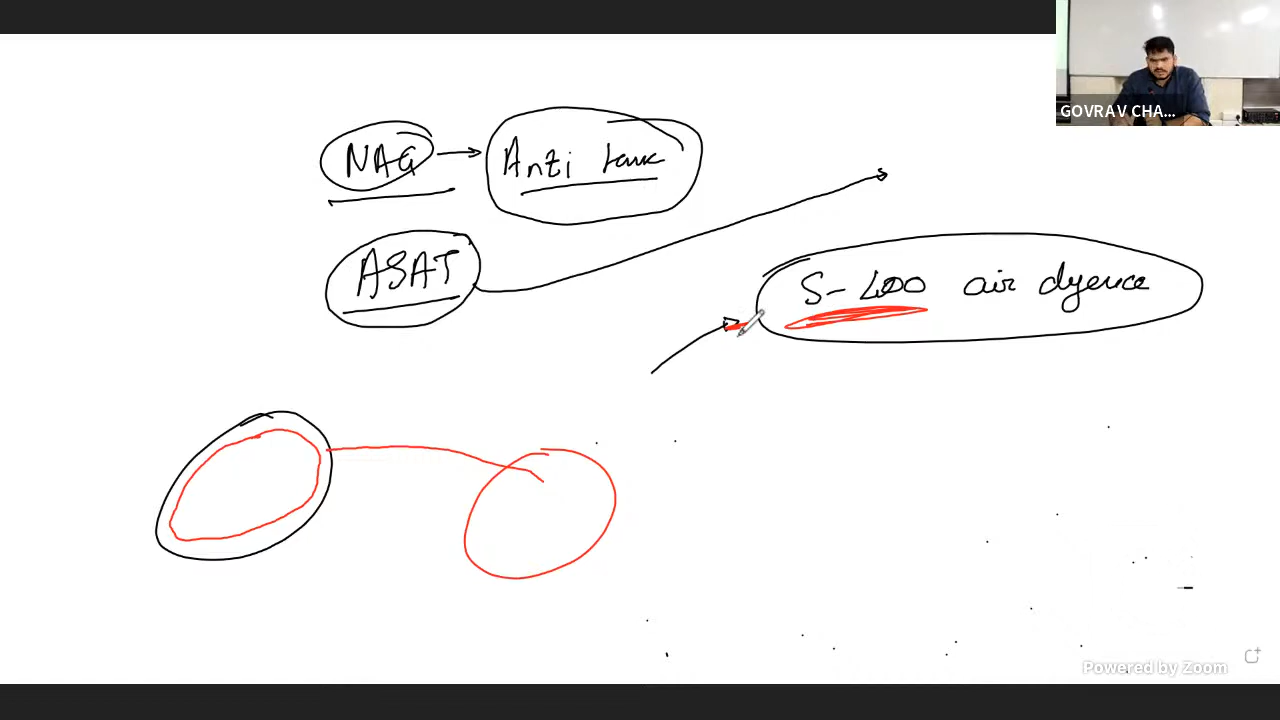 GOVRAV CHA...
NAG → Anti tank
ASAT
S-400 air defence
Powered by Zoom